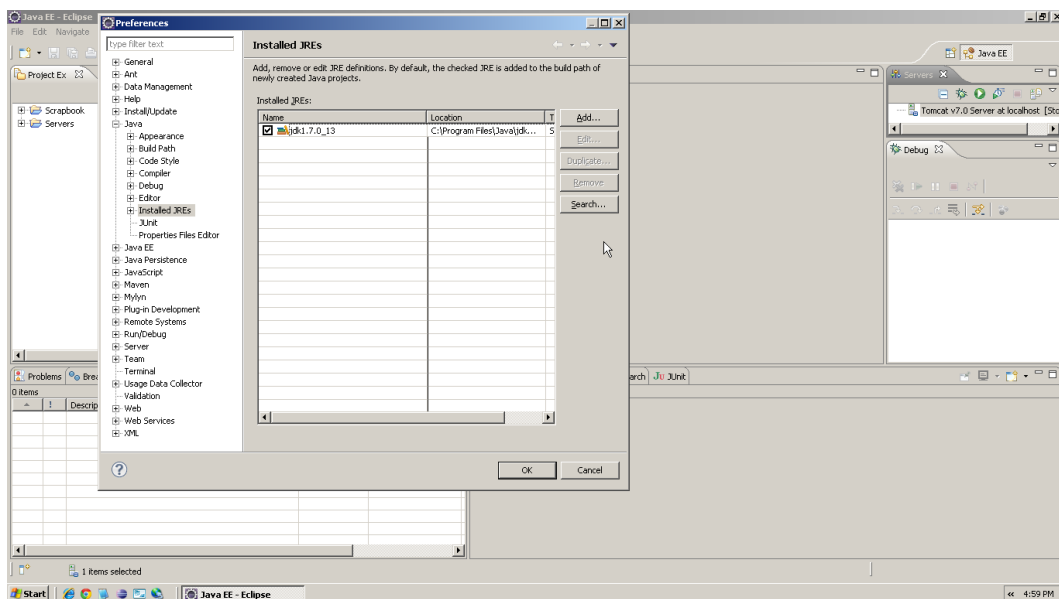 Java EE - Eclipse
File Edit Navigate
Project Ex
Scrapbook
Servers
Preferences
type filter text
General
Ant
Data Management
Help
Install/Update
Java
Appearance
Build Path
Code Style
Compiler
Debug
Editor
Installed JREs
JUnit
Properties Files Editor
Java EE
Java Persistence
JavaScript
Maven
Mylyn
Plug-in Development
Remote Systems
Run/Debug
Server
Team
Terminal
Usage Data Collector
Validation
Web
Web Services
XML
Installed JREs
Add, remove or edit JRE definitions. By default, the checked JRE is added to the build path of
newly created Java projects.
Installed JREs:
Name Location T
jdk1.7.0_13 C:\Program Files\Java\jdk... S
Add...
Edit...
Duplicate...
Remove
Search...
OK Cancel
Java EE
Servers
Tomcat v7.0 Server at localhost [Sto
Debug
Problems Brea
arch JUnit
0 items
! Descrip
1 items selected
Start Java EE - Eclipse 4:59 PM